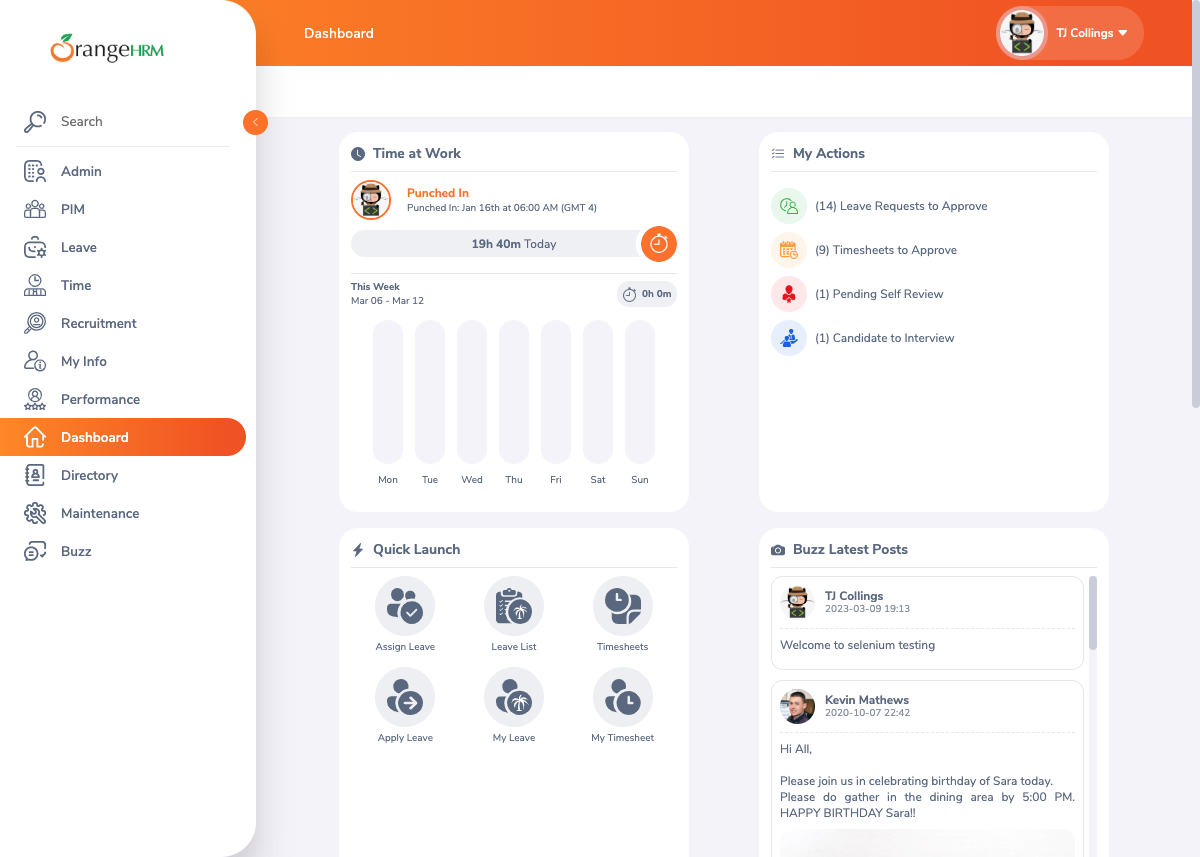 OrangeHRM
Dashboard
TJ Collings
Search
Admin
PIM
Leave
Time
Recruitment
My Info
Performance
Dashboard
Directory
Maintenance
Buzz
Time at Work
Punched In
Punched In: Jan 16th at 06:00 AM (GMT 4)
19h 40m Today
This Week
Mar 06 - Mar 12
0h 0m
Mon Tue Wed Thu Fri Sat Sun
My Actions
(14) Leave Requests to Approve
(9) Timesheets to Approve
(1) Pending Self Review
(1) Candidate to Interview
Quick Launch
Assign Leave Leave List Timesheets
Apply Leave My Leave My Timesheet
Buzz Latest Posts
TJ Collings
2023-03-09 19:13
Welcome to selenium testing
Kevin Mathews
2020-10-07 22:42
Hi All,
Please join us in celebrating birthday of Sara today.
Please do gather in the dining area by 5:00 PM.
HAPPY BIRTHDAY Sara!!